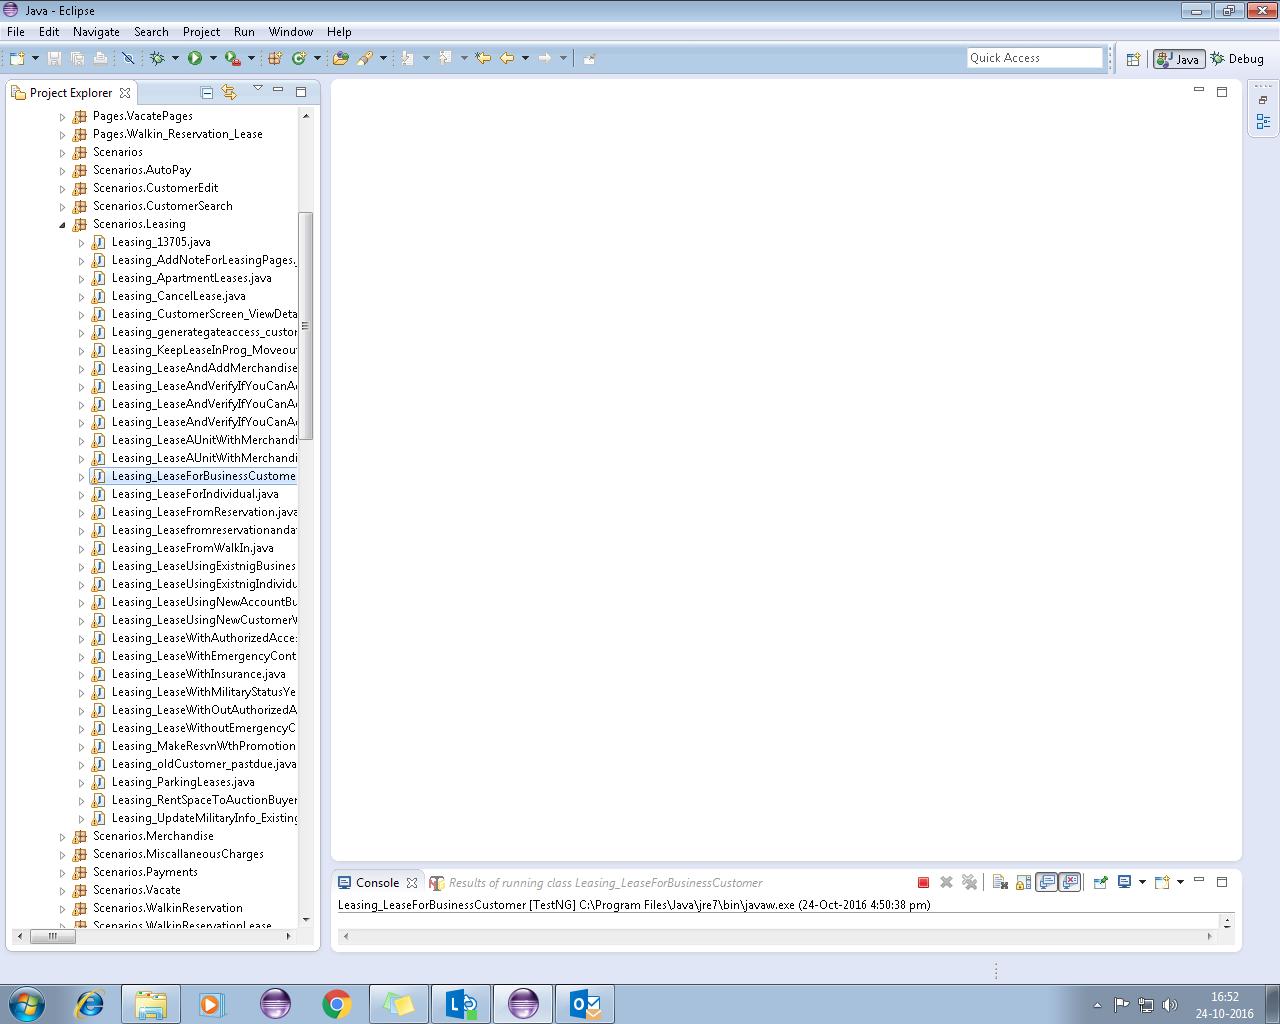 Java - Eclipse
File Edit Navigate Search Project Run Window Help
Quick Access
Java
Debug
Project Explorer
Pages.VacatePages
Pages.Walkin_Reservation_Lease
Scenarios
Scenarios.AutoPay
Scenarios.CustomerEdit
Scenarios.CustomerSearch
Scenarios.Leasing
Leasing_13705.java
Leasing_AddNoteForLeasingPages.
Leasing_ApartmentLeases.java
Leasing_CancelLease.java
Leasing_CustomerScreen_ViewDeta
Leasing_generategateaccess_custor
Leasing_KeepLeaseInProg_Moveou
Leasing_LeaseAndAddMerchandise
Leasing_LeaseAndVerifyIfYouCanA
Leasing_LeaseAndVerifyIfYouCanA
Leasing_LeaseAndVerifyIfYouCanA
Leasing_LeaseAUnitWithMerchandi
Leasing_LeaseAUnitWithMerchandi
Leasing_LeaseForBusinessCustome
Leasing_LeaseForIndividual.java
Leasing_LeaseFromReservation.java
Leasing_Leasefromreservationanda
Leasing_LeaseFromWalkIn.java
Leasing_LeaseUsingExistnigBusines
Leasing_LeaseUsingExistnigIndividu
Leasing_LeaseUsingNewAccountBu
Leasing_LeaseUsingNewCustomerW
Leasing_LeaseWithAuthorizedAcce
Leasing_LeaseWithEmergencyCont
Leasing_LeaseWithInsurance.java
Leasing_LeaseWithMilitaryStatusYe
Leasing_LeaseWithOutAuthorizedA
Leasing_LeaseWithoutEmergencyC
Leasing_MakeResvnWthPromotion
Leasing_oldCustomer_pastdue.java
Leasing_ParkingLeases.java
Leasing_RentSpaceToAuctionBuyer
Leasing_UpdateMilitaryInfo_Existing
Scenarios.Merchandise
Scenarios.MiscallaneousCharges
Scenarios.Payments
Scenarios.Vacate
Scenarios.WalkinReservation
Scenarios.WalkinReservationLease
Console
Results of running class Leasing_LeaseForBusinessCustomer
Leasing_LeaseForBusinessCustomer [TestNG] C:\Program Files\Java\jre7\bin\javaw.exe (24-Oct-2016 4:50:38 pm)
16:52
24-10-2016